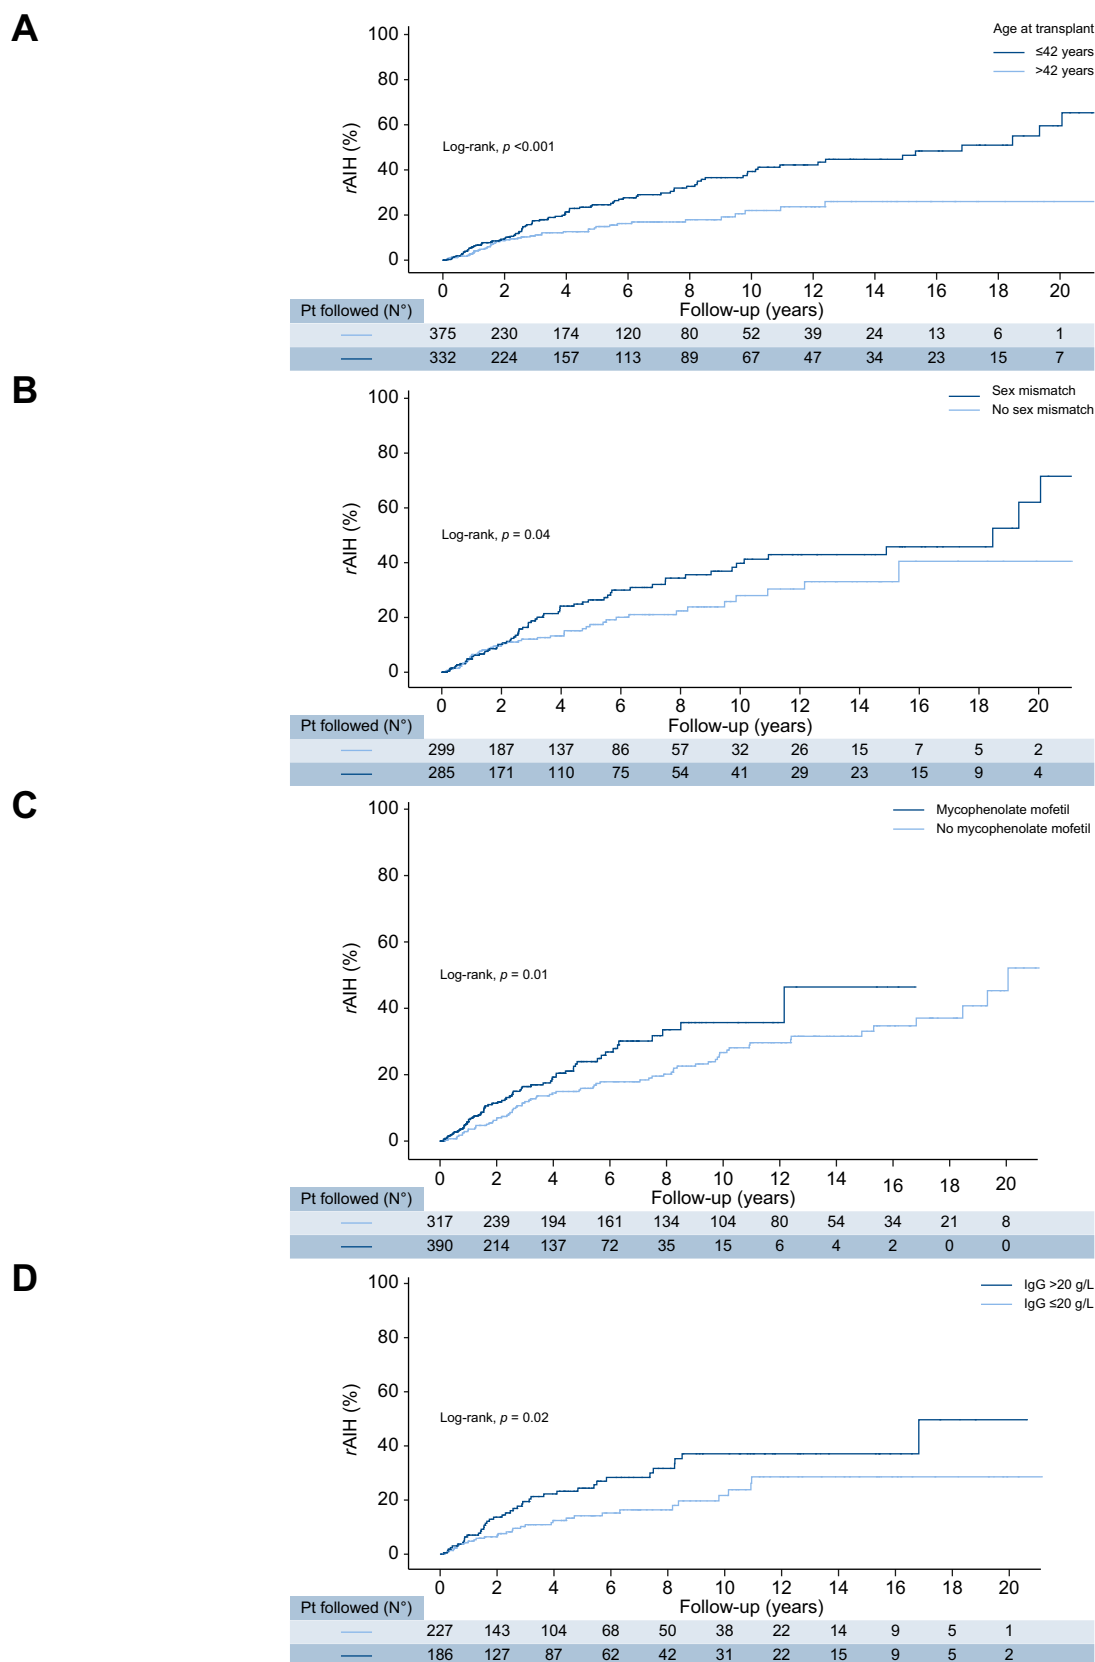 A
Age at transplant
≤42 years
>42 years
100
80
60
40
20
0
rAIH (%)
Log-rank, p <0.001
0 2 4 6 8 10 12 14 16 18 20
Pt followed (N°)
Follow-up (years)
375 230 174 120 80 52 39 24 13 6 1
332 224 157 113 89 67 47 34 23 15 7
B
Sex mismatch
No sex mismatch
100
80
60
40
20
0
rAIH (%)
Log-rank, p = 0.04
0 2 4 6 8 10 12 14 16 18 20
Pt followed (N°)
Follow-up (years)
299 187 137 86 57 32 26 15 7 5 2
285 171 110 75 54 41 29 23 15 9 4
C
Mycophenolate mofetil
No mycophenolate mofetil
100
80
60
40
20
0
rAIH (%)
Log-rank, p = 0.01
0 2 4 6 8 10 12 14 16 18 20
Pt followed (N°)
Follow-up (years)
317 239 194 161 134 104 80 54 34 21 8
390 214 137 72 35 15 6 4 2 0 0
D
IgG >20 g/L
IgG ≤20 g/L
100
80
60
40
20
0
rAIH (%)
Log-rank, p = 0.02
0 2 4 6 8 10 12 14 16 18 20
Pt followed (N°)
Follow-up (years)
227 143 104 68 50 38 22 14 9 5 1
186 127 87 62 42 31 22 15 9 5 2